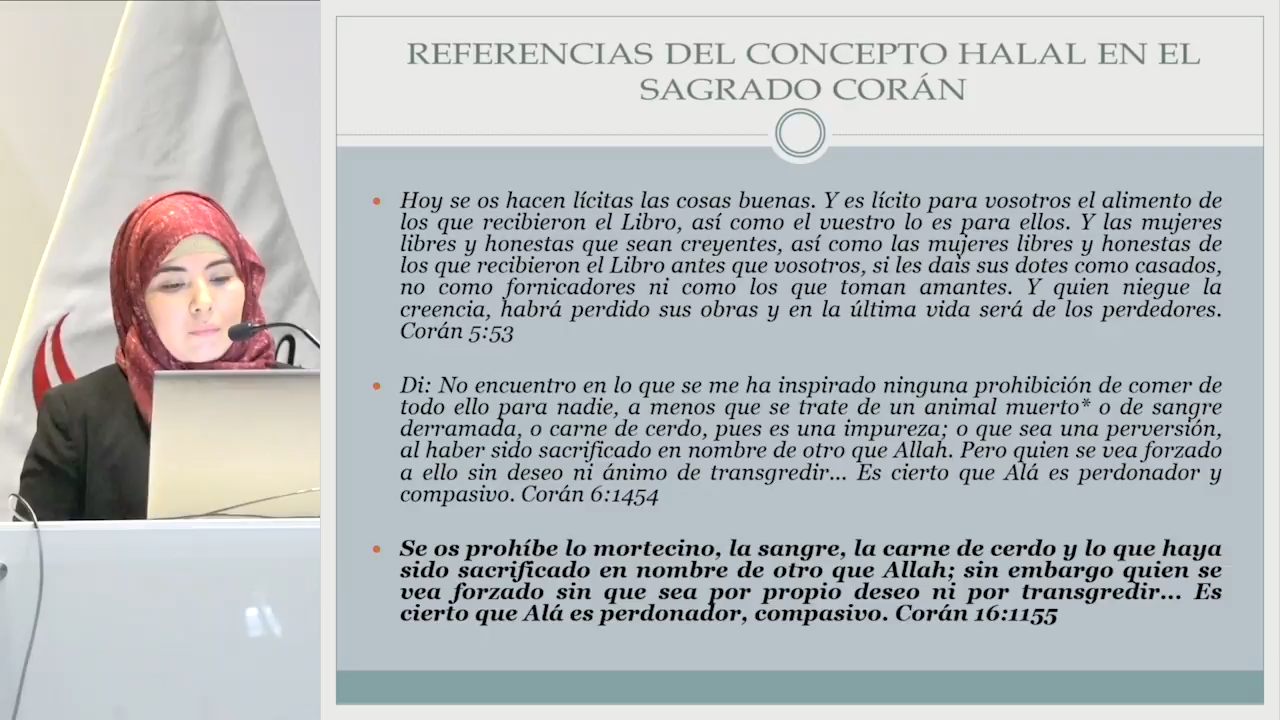 REFERENCIAS DEL CONCEPTO HALAL EN EL
SAGRADO CORÁN
Hoy se os hacen lícitas las cosas buenas. Y es lícito para vosotros el alimento de
los que recibieron el Libro, así como el vuestro lo es para ellos. Y las mujeres
libres y honestas que sean creyentes, así como las mujeres libres y honestas de
los que recibieron el Libro antes que vosotros, si les dais sus dotes como casados,
no como fornicadores ni como los que toman amantes. Y quien niegue la
creencia, habrá perdido sus obras y en la última vida será de los perdedores.
Corán 5:53
Di: No encuentro en lo que se me ha inspirado ninguna prohibición de comer de
todo ello para nadie, a menos que se trate de un animal muerto* o de sangre
derramada, o carne de cerdo, pues es una impureza; o que sea una perversión,
al haber sido sacrificado en nombre de otro que Allah. Pero quien se vea forzado
a ello sin deseo ni ánimo de transgredir... Es cierto que Alá es perdonador y
compasivo. Corán 6:1454
Se os prohíbe lo mortecino, la sangre, la carne de cerdo y lo que haya
sido sacrificado en nombre de otro que Allah; sin embargo quien se
vea forzado sin que sea por propio deseo ni por transgredir... Es
cierto que Alá es perdonador, compasivo. Corán 16:1155